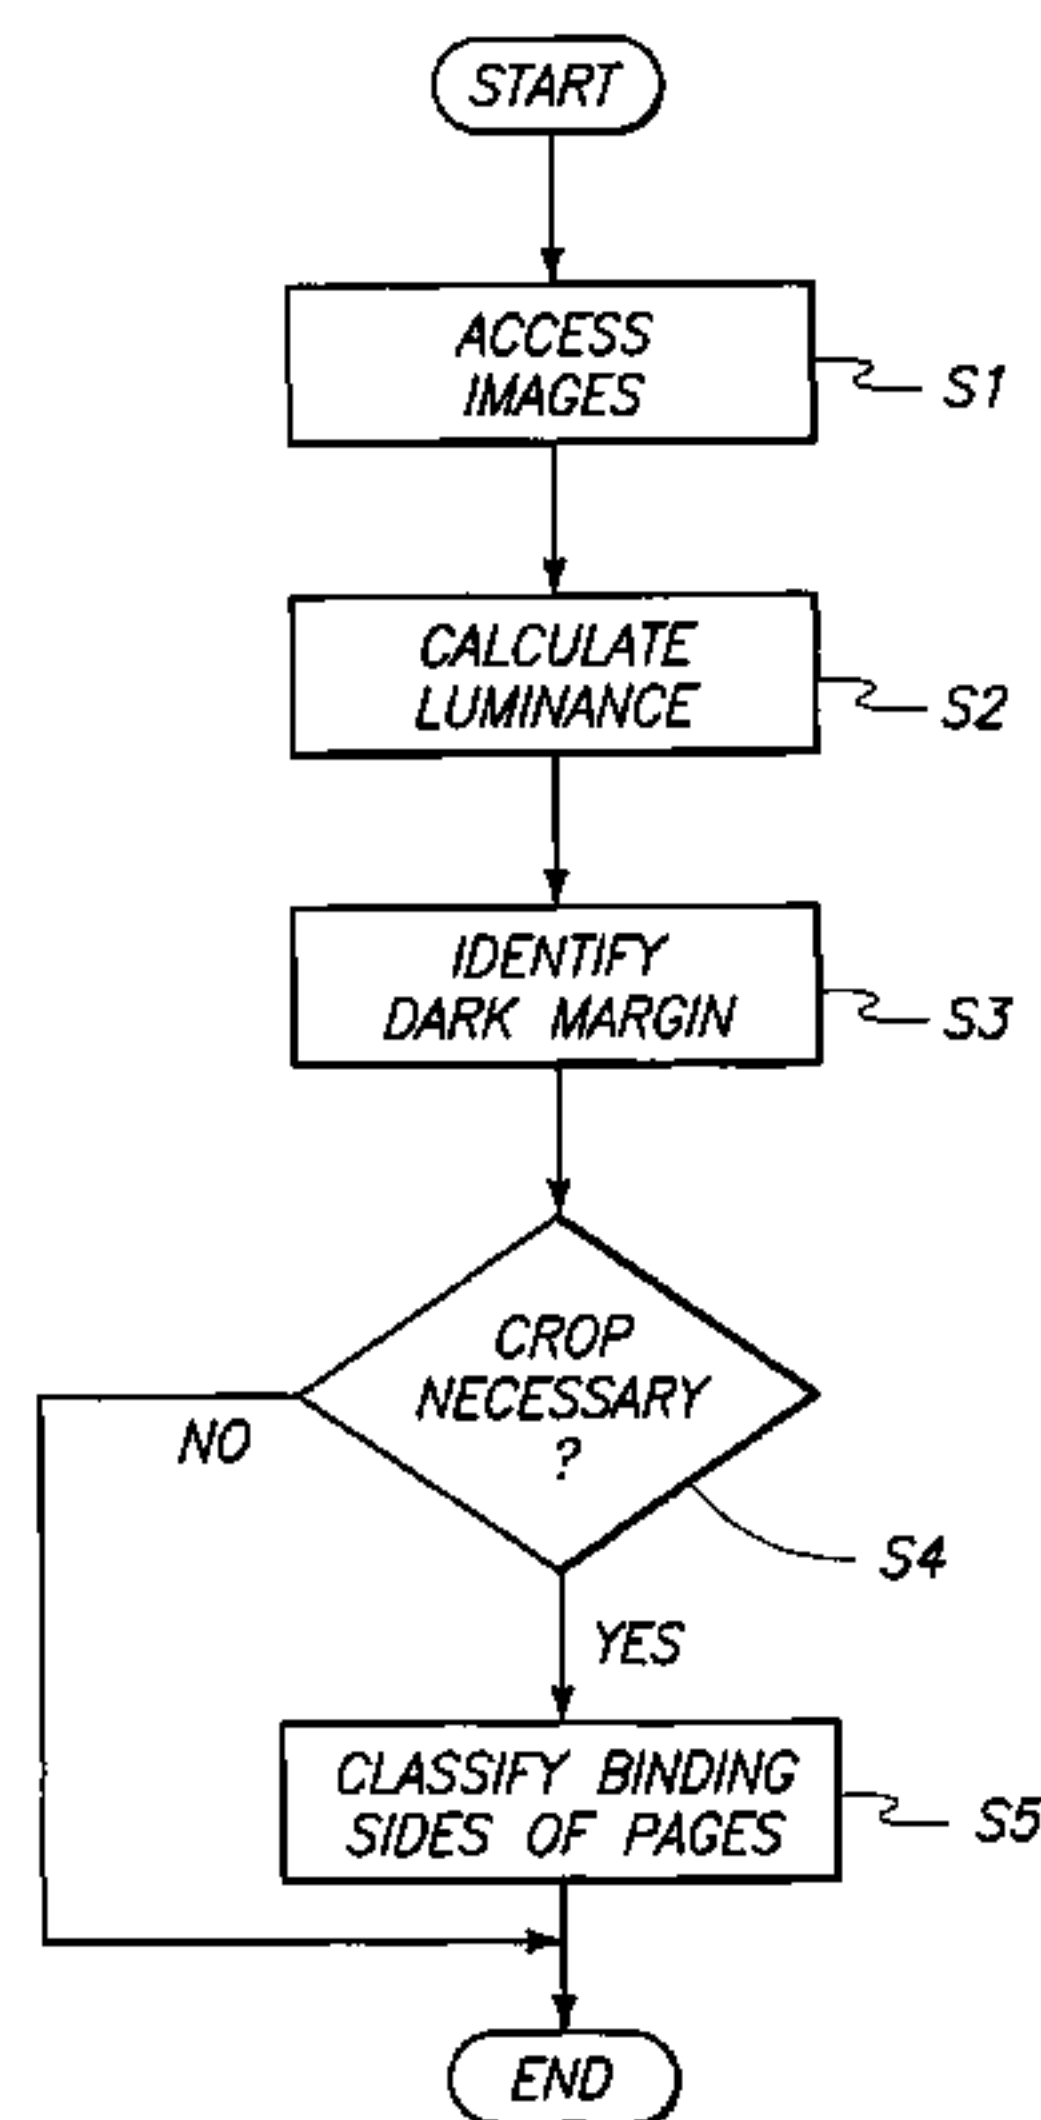 START
ACCESS
IMAGES
S1
CALCULATE
LUMINANCE
S2
IDENTIFY
DARK MARGIN
S3
CROP
NECESSARY
?
NO
S4
YES
CLASSIFY BINDING
SIDES OF PAGES
S5
END